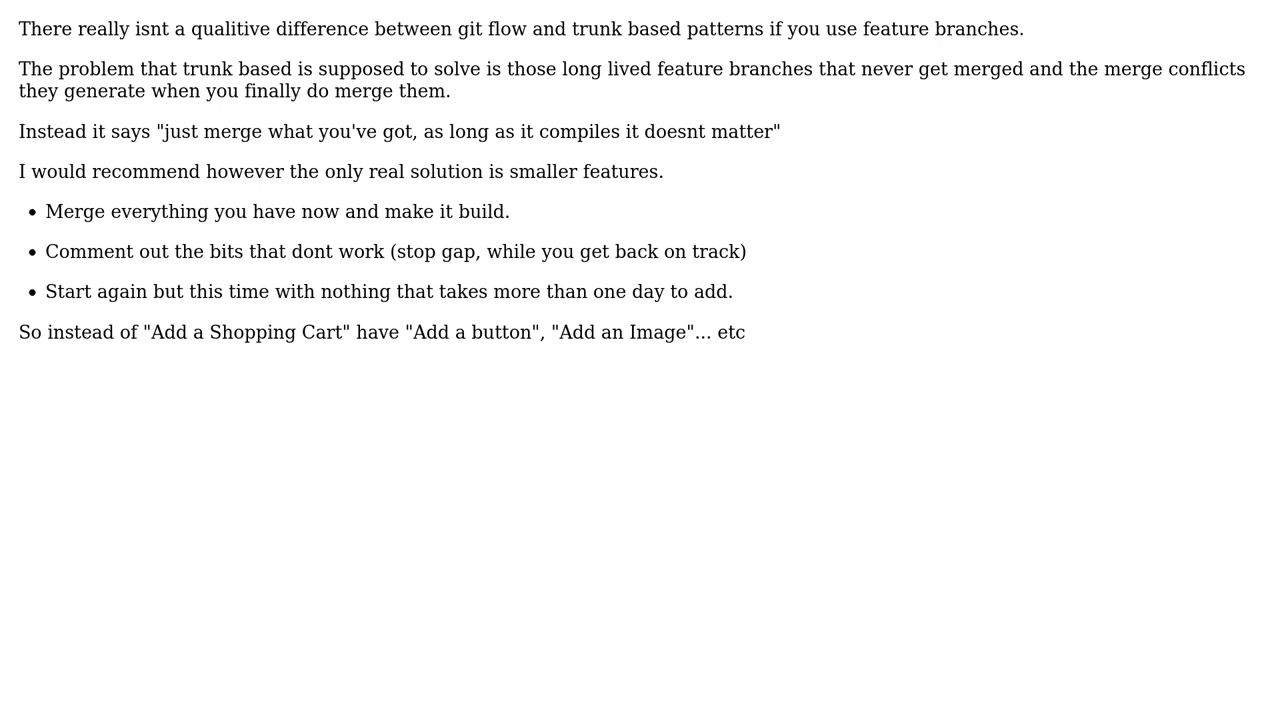 There really isnt a qualitive difference between git flow and trunk based patterns if you use feature branches.
The problem that trunk based is supposed to solve is those long lived feature branches that never get merged and the merge conflicts
they generate when you finally do merge them.
Instead it says "just merge what you've got, as long as it compiles it doesnt matter"
I would recommend however the only real solution is smaller features.
• Merge everything you have now and make it build.
• Comment out the bits that dont work (stop gap, while you get back on track)
• Start again but this time with nothing that takes more than one day to add.
So instead of "Add a Shopping Cart" have "Add a button", "Add an Image"... etc